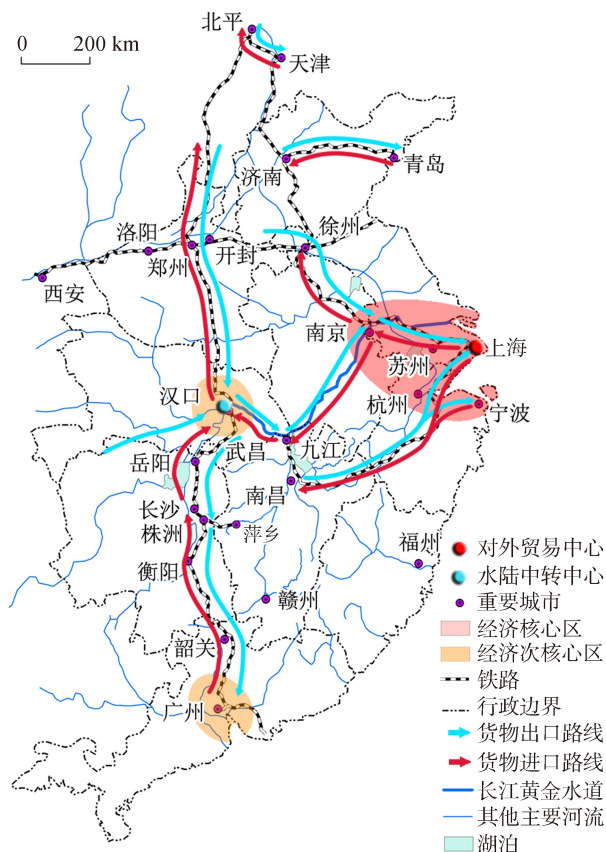 北平
0 200 km
天津
济南
青岛
洛阳
开封
徐州
郑州
西安
南京
上海
苏州
汉口
杭州
宁波
武昌
九江
岳阳
南昌
长沙
株洲
萍乡
福州
衡阳
赣州
韶关
广州
对外贸易中心
水陆中转中心
重要城市
经济核心区
经济次核心区
铁路
行政边界
货物出口路线
货物进口路线
长江黄金水道
其他主要河流
湖泊